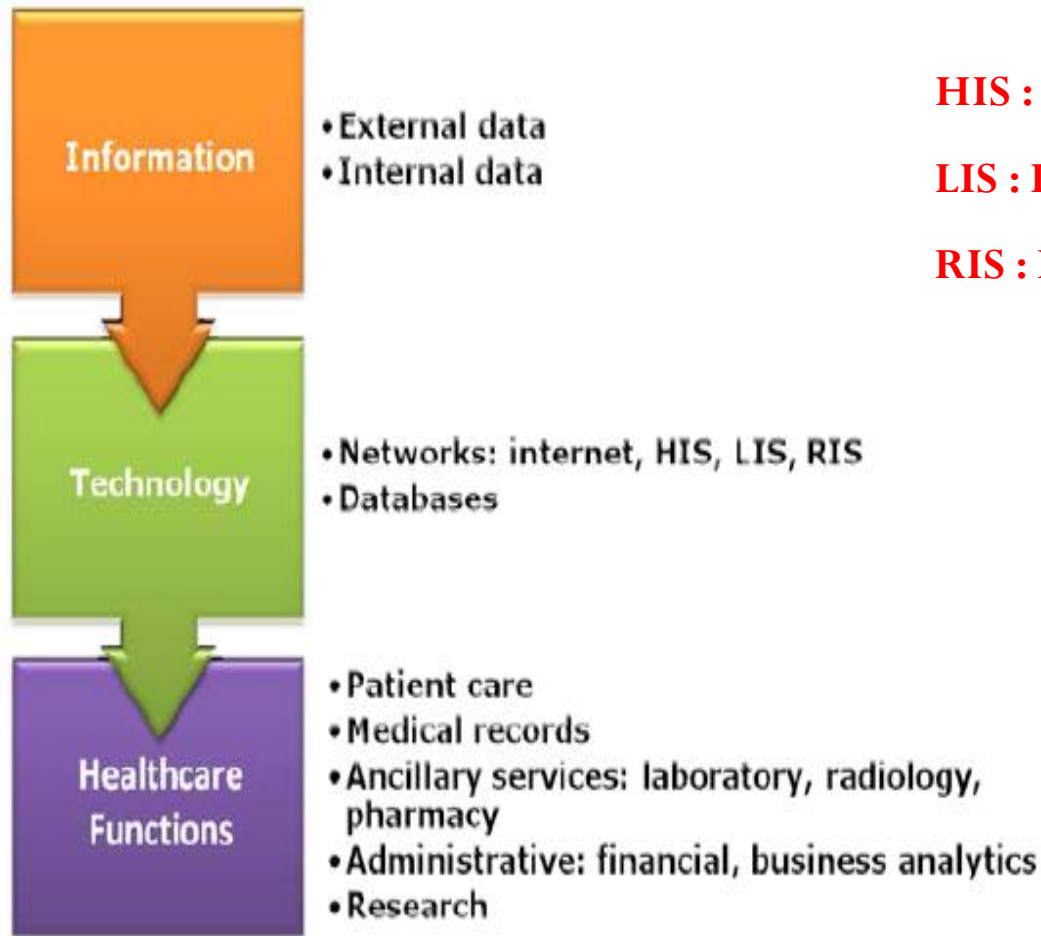 Information
• External data
• Internal data
HIS :
LIS :
RIS :
Technology
• Networks: internet, HIS, LIS, RIS
• Databases
Healthcare
Functions
• Patient care
• Medical records
• Ancillary services: laboratory, radiology,
pharmacy
• Administrative: financial, business analytics
• Research